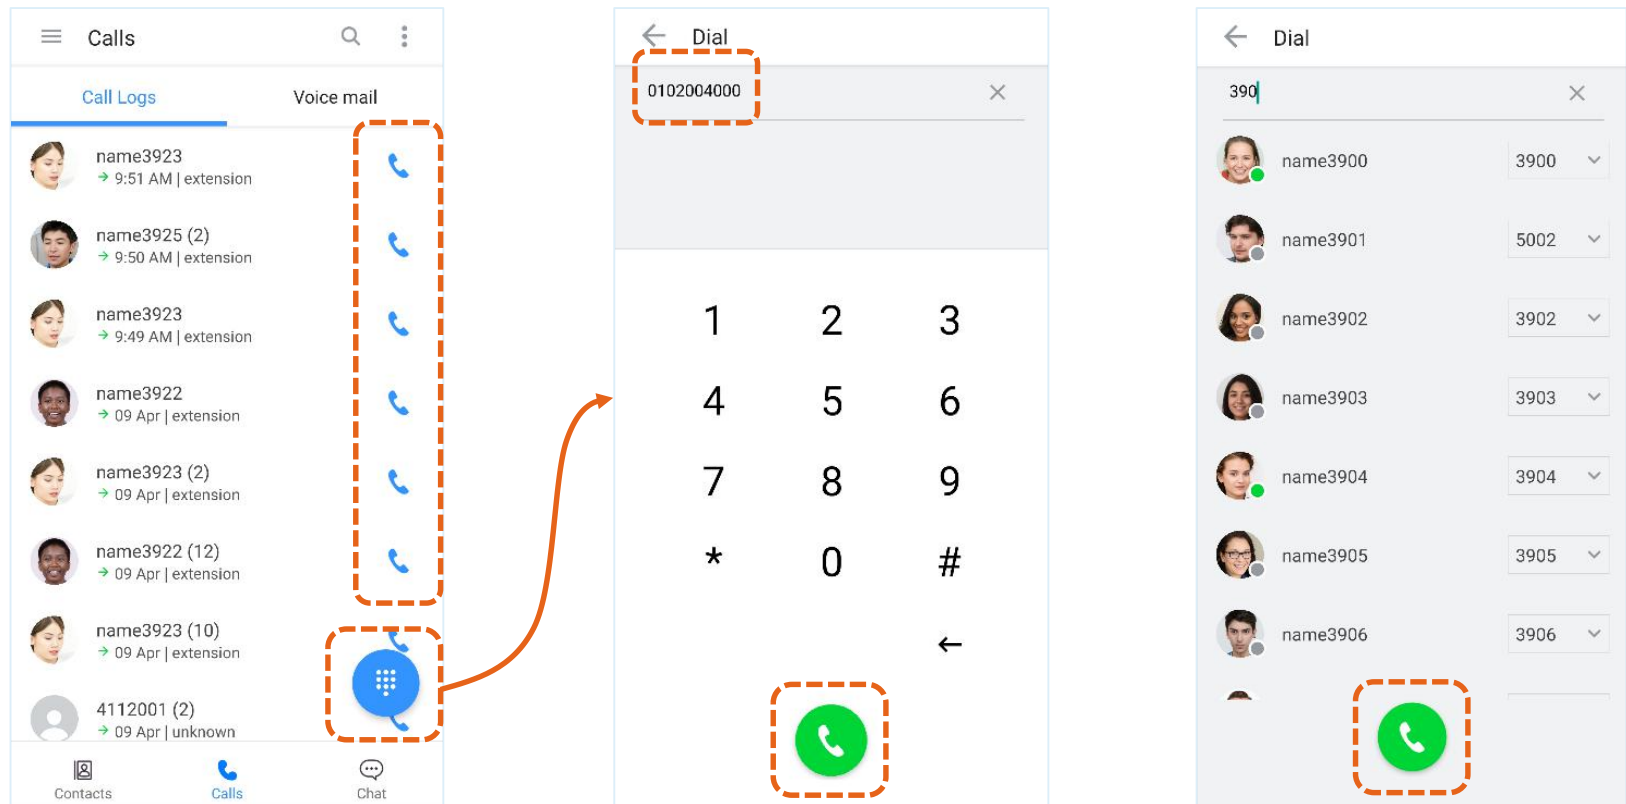 Calls
Call Logs
Voice mail
name3923
9:51 AM | extension
name3925 (2)
9:50 AM | extension
name3923
9:49 AM | extension
name3922
09 Apr | extension
name3923 (2)
09 Apr | extension
name3922 (12)
09 Apr | extension
name3923 (10)
09 Apr | extension
4112001 (2)
09 Apr | unknown
Contacts
Calls
Chat
Dial
0102004000
1 2 3
4 5 6
7 8 9
* 0 #
Dial
390
name3900 3900
name3901 5002
name3902 3902
name3903 3903
name3904 3904
name3905 3905
name3906 3906